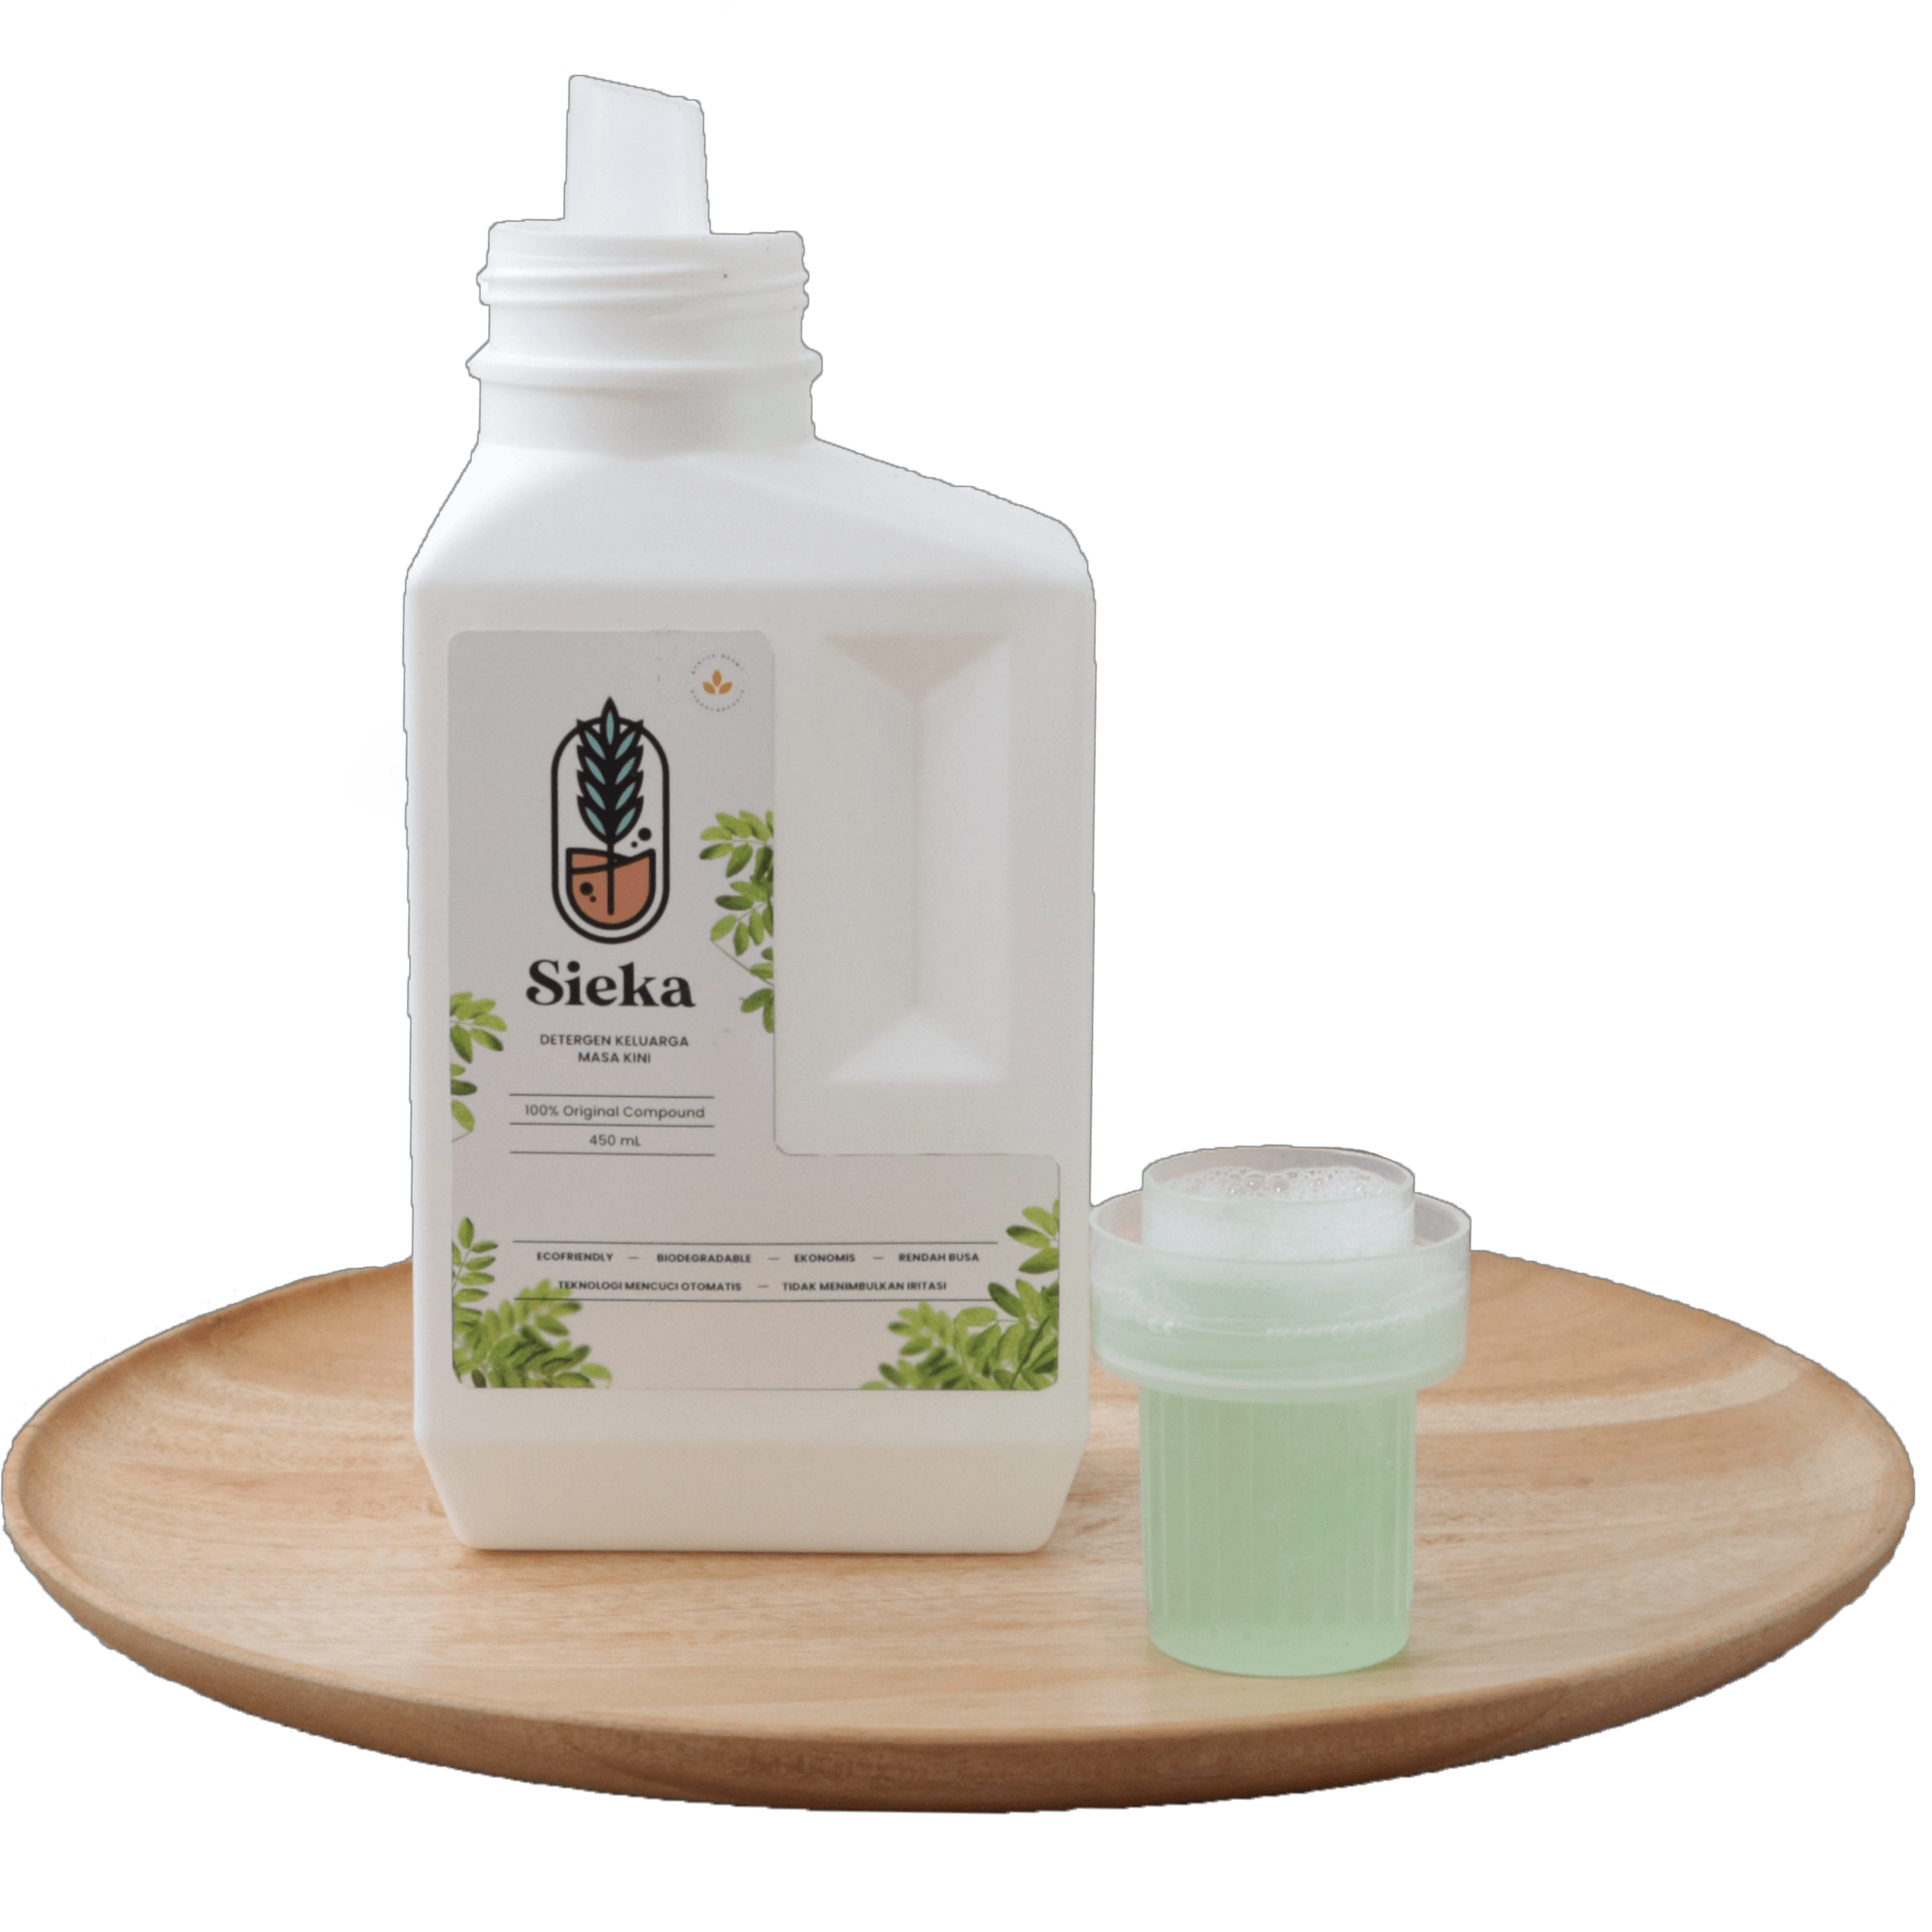 Sieka
DETERGEN KELUARGA
MASA KINI
100% Original Compound
450 mL
ECOFRIENDLY — BIODEGRADABLE — EKONOMIS — RENDAH BUSA
TEKNOLOGI MENCUCI OTOMATIS — TIDAK MENIMBULKAN IRITASI